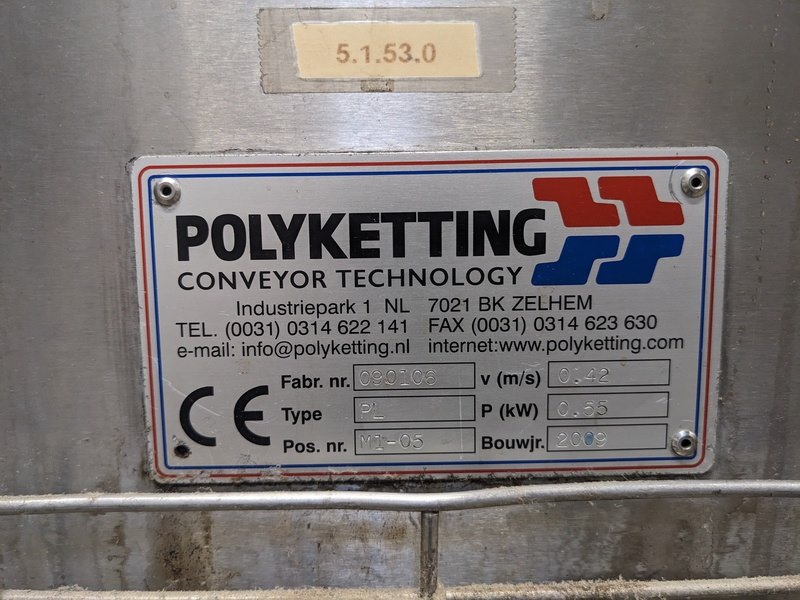 5.1.53.0
POLYKETTING
CONVEYOR TECHNOLOGY
Industriepark 1 NL 7021 BK ZELHEM
TEL. (0031) 0314 622 141 FAX (0031) 0314 623 630
e-mail: info@polyketting.nl internet:www.polyketting.com
CE
Fabr. nr. 090106 v (m/s) 0.42
Type PL P (kW) 0.55
Pos. nr. M1-05 Bouwjr. 2009